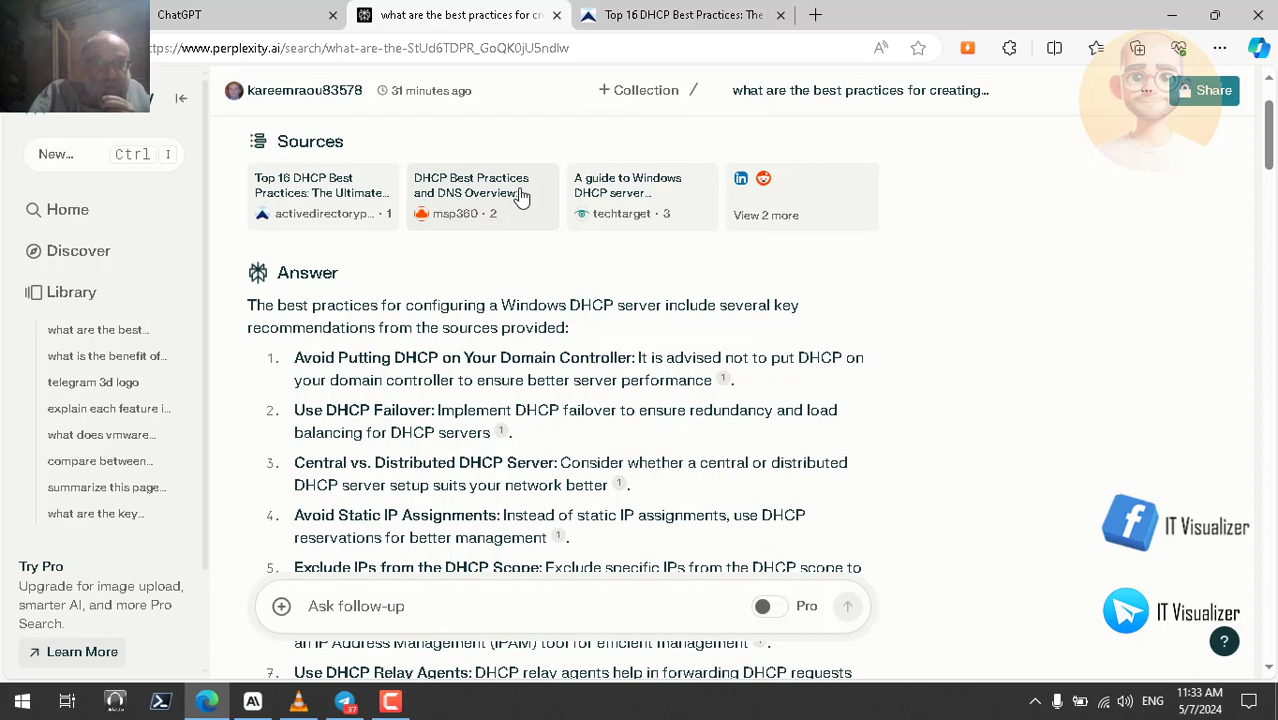 ChatGPT
what are the best practices for cre
Top 16 DHCP Best Practices: The U
https://www.perplexity.ai/search/what-are-the-StUd6TDPR_GoQK0jU5ndlw
kareemraou83578
31 minutes ago
+ Collection /
what are the best practices for creating...
Share
New...
Ctrl I
Home
Discover
Library
what are the best...
what is the benefit of...
telegram 3d logo
explain each feature i...
what does vmware...
compare between...
summarize this page...
what are the key...
Try Pro
Upgrade for image upload,
smarter AI, and more Pro
Search.
Learn More
Sources
Top 16 DHCP Best
Practices: The Ultimate...
activedirectoryp... · 1
DHCP Best Practices
and DNS Overview
msp360 · 2
A guide to Windows
DHCP server...
techtarget · 3
View 2 more
Answer
The best practices for configuring a Windows DHCP server include several key
recommendations from the sources provided:
1. Avoid Putting DHCP on Your Domain Controller: It is advised not to put DHCP on
your domain controller to ensure better server performance 1 .
2. Use DHCP Failover: Implement DHCP failover to ensure redundancy and load
balancing for DHCP servers 1 .
3. Central vs. Distributed DHCP Server: Consider whether a central or distributed
DHCP server setup suits your network better 1 .
4. Avoid Static IP Assignments: Instead of static IP assignments, use DHCP
reservations for better management 1 .
5. Exclude IPs from the DHCP Scope: Exclude specific IPs from the DHCP scope to
Ask follow-up
Pro
an IP Address Management (IPAM) tool for efficient management
7. Use DHCP Relay Agents: DHCP relay agents help in forwarding DHCP requests
IT Visualizer
IT Visualizer
?
37
ENG
11:33 AM
5/7/2024